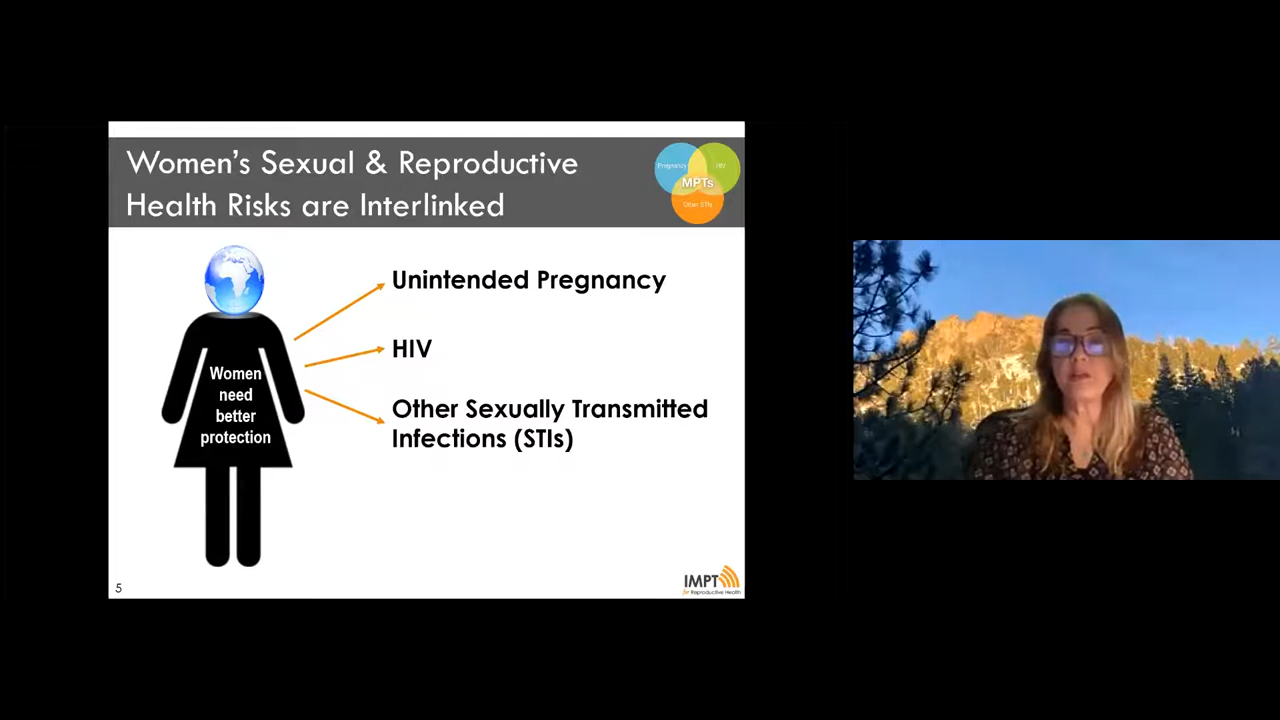 Women's Sexual & Reproductive
Health Risks are Interlinked
Pregnancy
HIV
MPTs
Other STIs
Unintended Pregnancy
HIV
Other Sexually Transmitted
Infections (STIs)
Women
need
better
protection
5
IMPT
for Reproductive Health